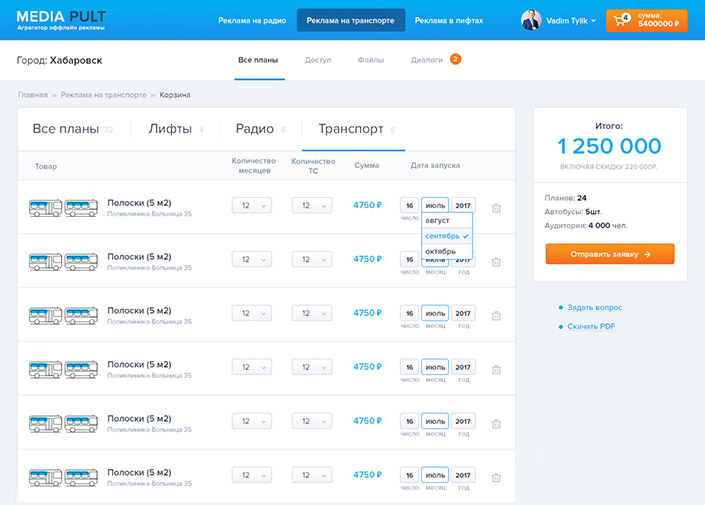 MEDIA PULT
Агрегатор оффлайн рекламы
Реклама на радио
Реклама на транспорте
Реклама в лифтах
Vadim Tylik
4
сумма:
5400000 ₽
Город: Хабаровск
Все планы
Доступ
Файлы
Диалоги 2
Главная ›› Реклама на транспорте ›› Корзина
Все планы 32
Лифты 4
Радио 8
Транспорт 8
Товар
Количество
месяцев
Количество
ТС
Сумма
Дата запуска
Полоски (5 м2)
Поликлиника-Больница 35
12
12
4750 ₽
16 июль 2017
число
август
сентябрь
октябрь
Полоски (5 м2)
Поликлиника-Больница 35
12
12
4750 ₽
16 июль 2017
число месяц год
Полоски (5 м2)
Поликлиника-Больница 35
12
12
4750 ₽
16 июль 2017
число месяц год
Полоски (5 м2)
Поликлиника-Больница 35
12
12
4750 ₽
16 июль 2017
число месяц год
Полоски (5 м2)
Поликлиника-Больница 35
12
12
4750 ₽
16 июль 2017
число месяц год
Полоски (5 м2)
Поликлиника-Больница 35
12
12
4750 ₽
16 июль 2017
число месяц год
Итого:
1 250 000
ВКЛЮЧАЯ СКИДКУ 220 000Р.
Планов: 24
Автобусы: 5шт.
Аудитория: 4 000 чел.
Отправить заявку
Задать вопрос
Скачать PDF